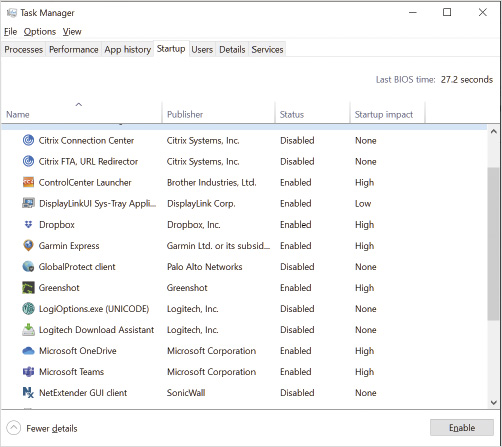 Task Manager
File Options View
Processes Performance App history Startup Users Details Services
Last BIOS time: 27.2 seconds
Name Publisher Status Startup impact
Citrix Connection Center Citrix Systems, Inc. Disabled None
Citrix FTA, URL Redirector Citrix Systems, Inc. Disabled None
ControlCenter Launcher Brother Industries, Ltd. Enabled High
DisplayLinkUI Sys-Tray Appli... DisplayLink Corp. Enabled Low
Dropbox Dropbox, Inc. Enabled High
Garmin Express Garmin Ltd. or its subsid... Enabled High
GlobalProtect client Palo Alto Networks Disabled None
Greenshot Greenshot Enabled High
LogiOptions.exe (UNICODE) Logitech, Inc. Disabled None
Logitech Download Assistant Logitech, Inc. Disabled None
Microsoft OneDrive Microsoft Corporation Enabled High
Microsoft Teams Microsoft Corporation Enabled High
NetExtender GUI client SonicWall Disabled None
Fewer details Enable